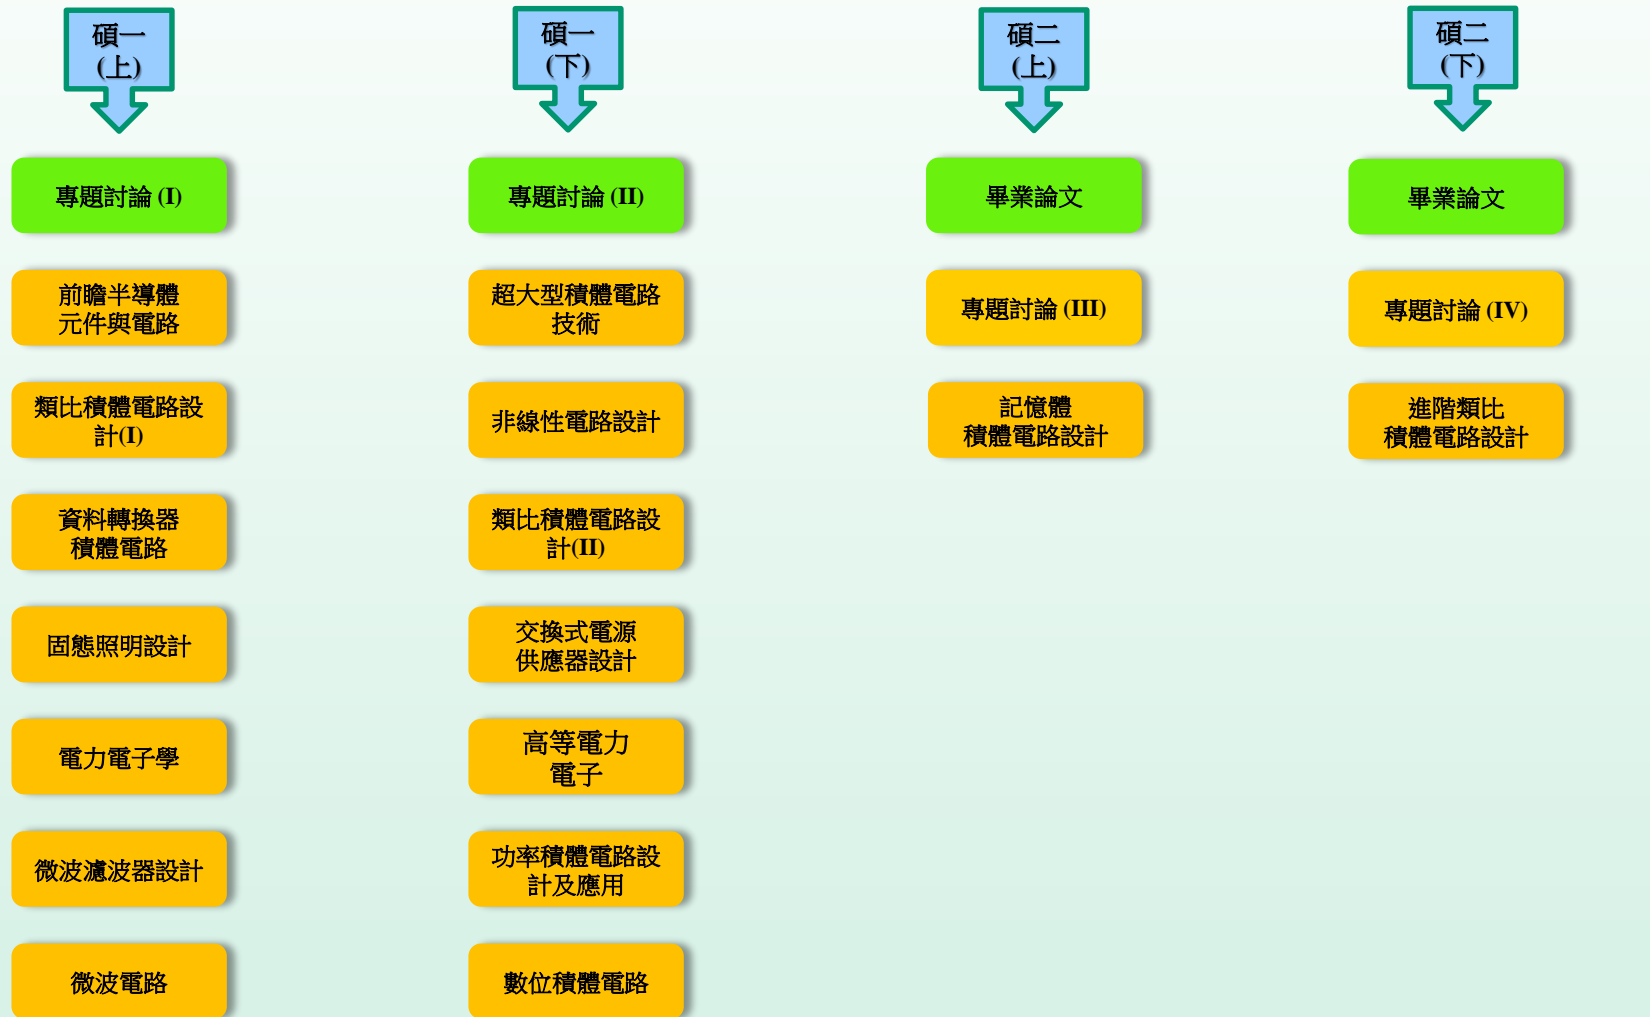 碩一
(上)
專題討論 (I)
前瞻半導體
元件與電路
類比積體電路設
計(I)
資料轉換器
積體電路
固態照明設計
電力電子學
微波濾波器設計
微波電路
碩一
(下)
專題討論 (II)
超大型積體電路
技術
非線性電路設計
類比積體電路設
計(II)
交換式電源
供應器設計
高等電力
電子
功率積體電路設
計及應用
數位積體電路
碩二
(上)
畢業論文
專題討論 (III)
記憶體
積體電路設計
碩二
(下)
畢業論文
專題討論 (IV)
進階類比
積體電路設計